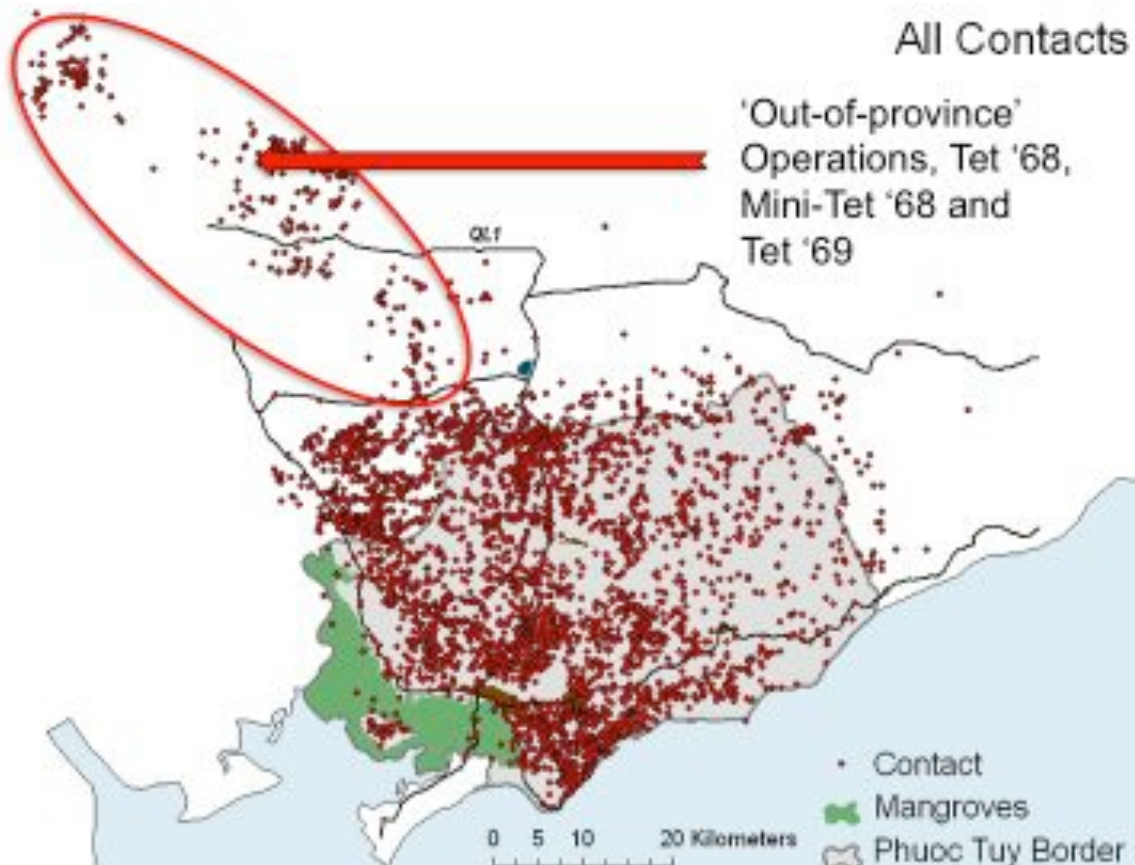 All Contacts
‘Out-of-province’
Operations, Tet ‘68,
Mini-Tet ‘68 and
Tet ‘69
QL1
Contact
Mangroves
0 5 10 20 Kilometers
Phuoc Tuy Border